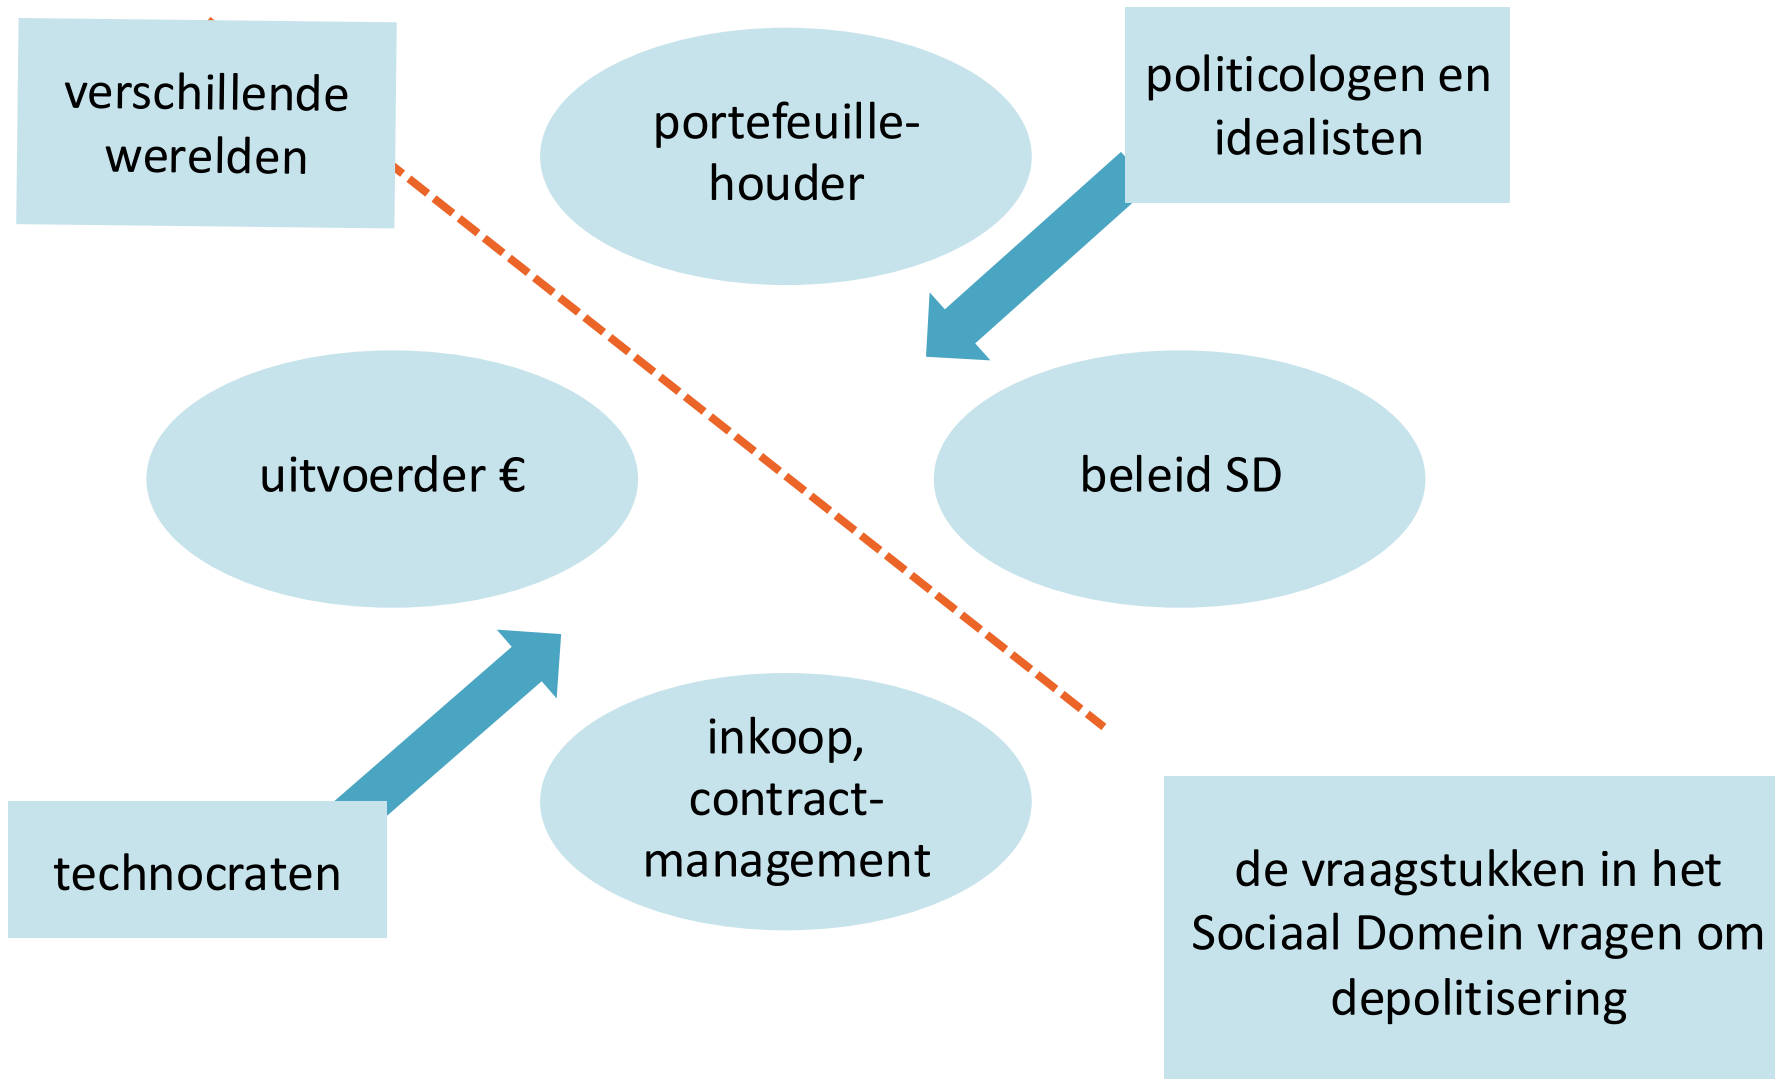 verschillende
werelden
portefeuille-
houder
politicologen en
idealisten
uitvoerder €
beleid SD
inkoop,
contract-
management
technocraten
de vraagstukken in het
Sociaal Domein vragen om
depolitisering